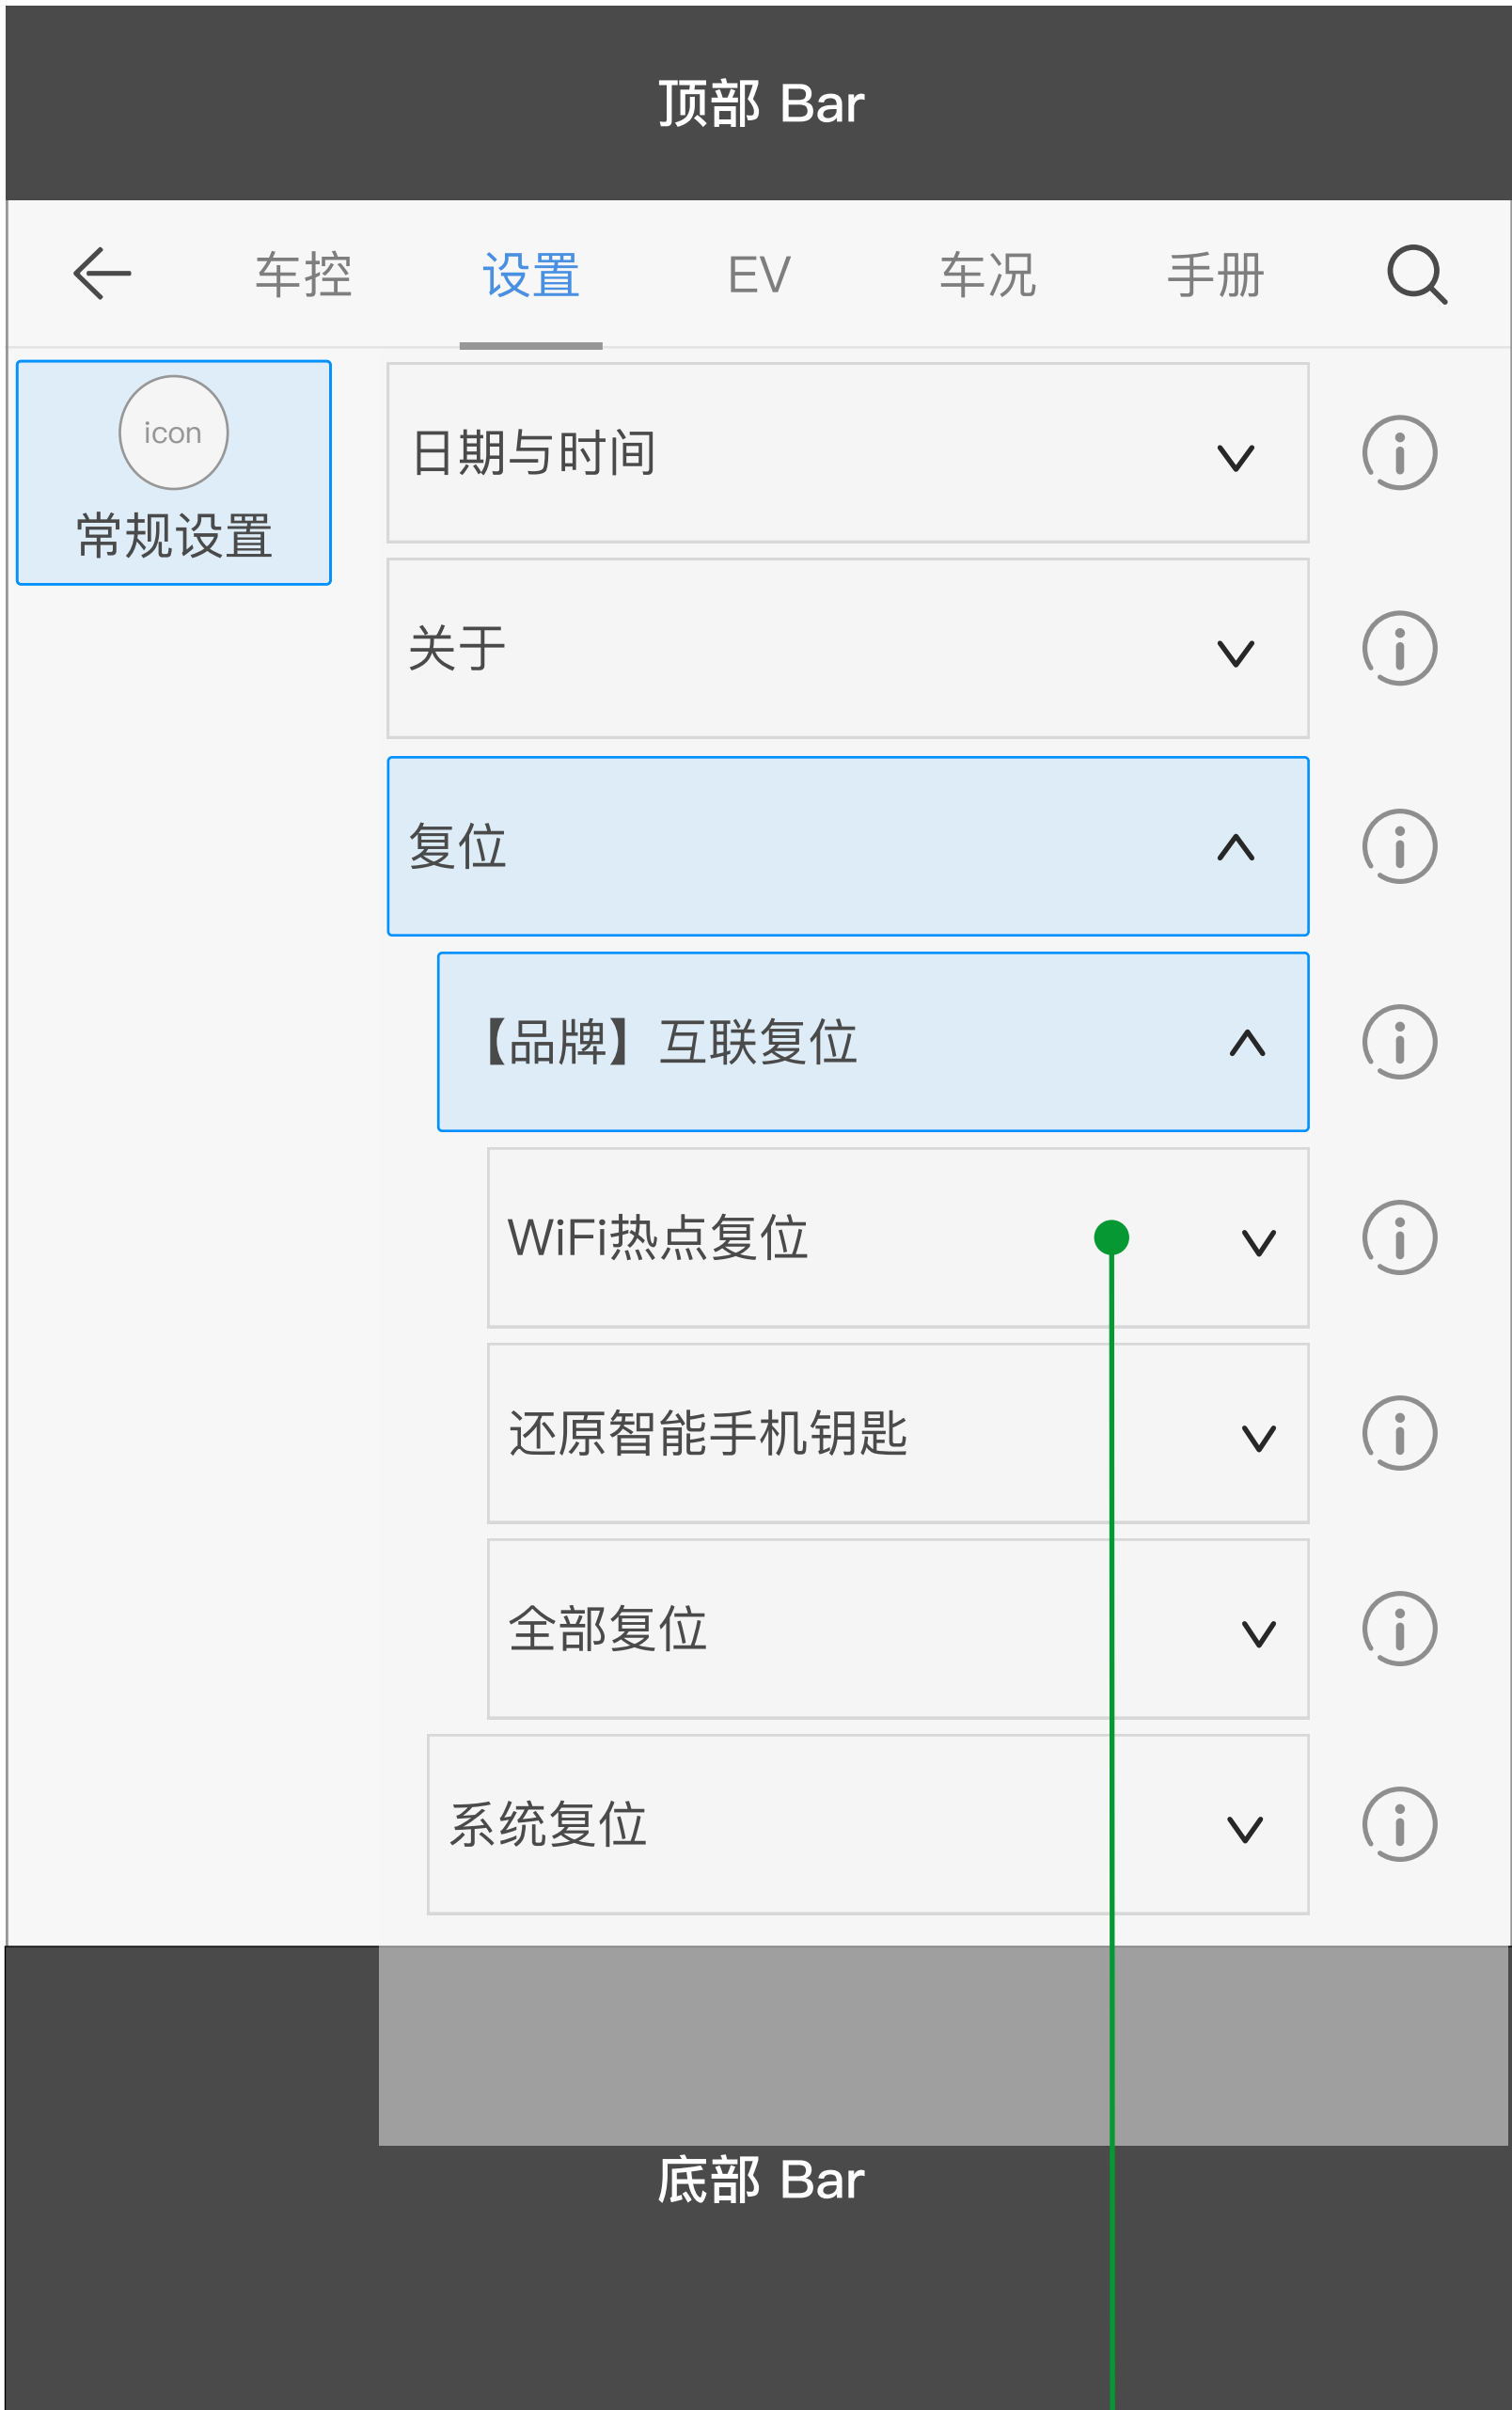 顶部 Bar
车控 设置 EV 车况 手册
icon
常规设置
日期与时间
关于
复位
【品牌】互联复位
WiFi热点复位
还原智能手机钥匙
全部复位
系统复位
底部 Bar